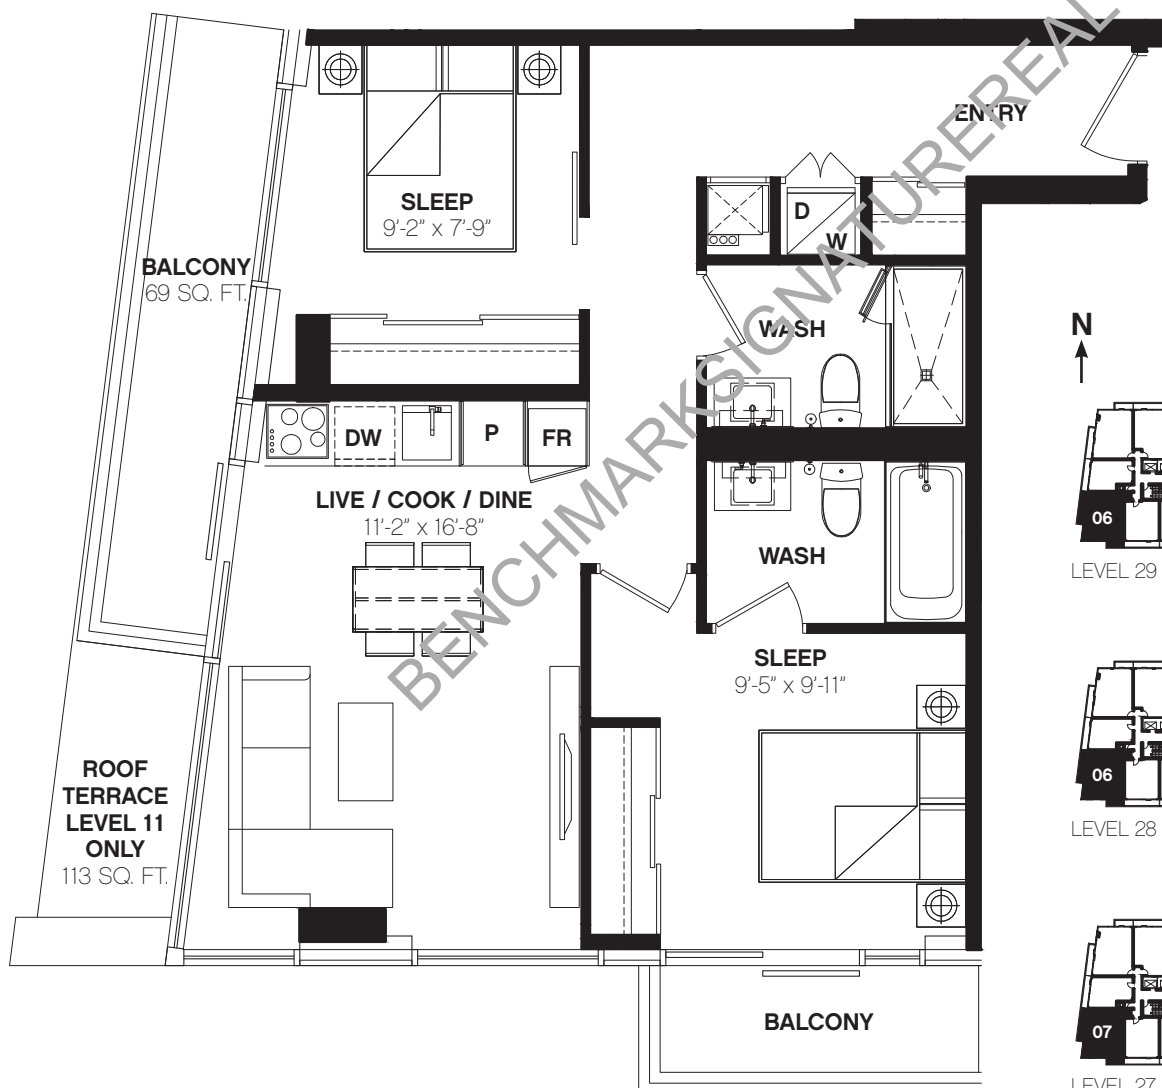 ENTRY
SLEEP
9'-2" x 7'-9"
D
W
BALCONY
69 SQ. FT.
WASH
N
DW
P
FR
LIVE / COOK / DINE
11'-2" x 16'-8"
06
LEVEL 29
WASH
SLEEP
9'-5" x 9'-11"
ROOF
TERRACE
LEVEL 11
ONLY
113 SQ. FT.
06
LEVEL 28
BALCONY
07
LEVEL 27
BENCHMARKSIGNATUREREAL